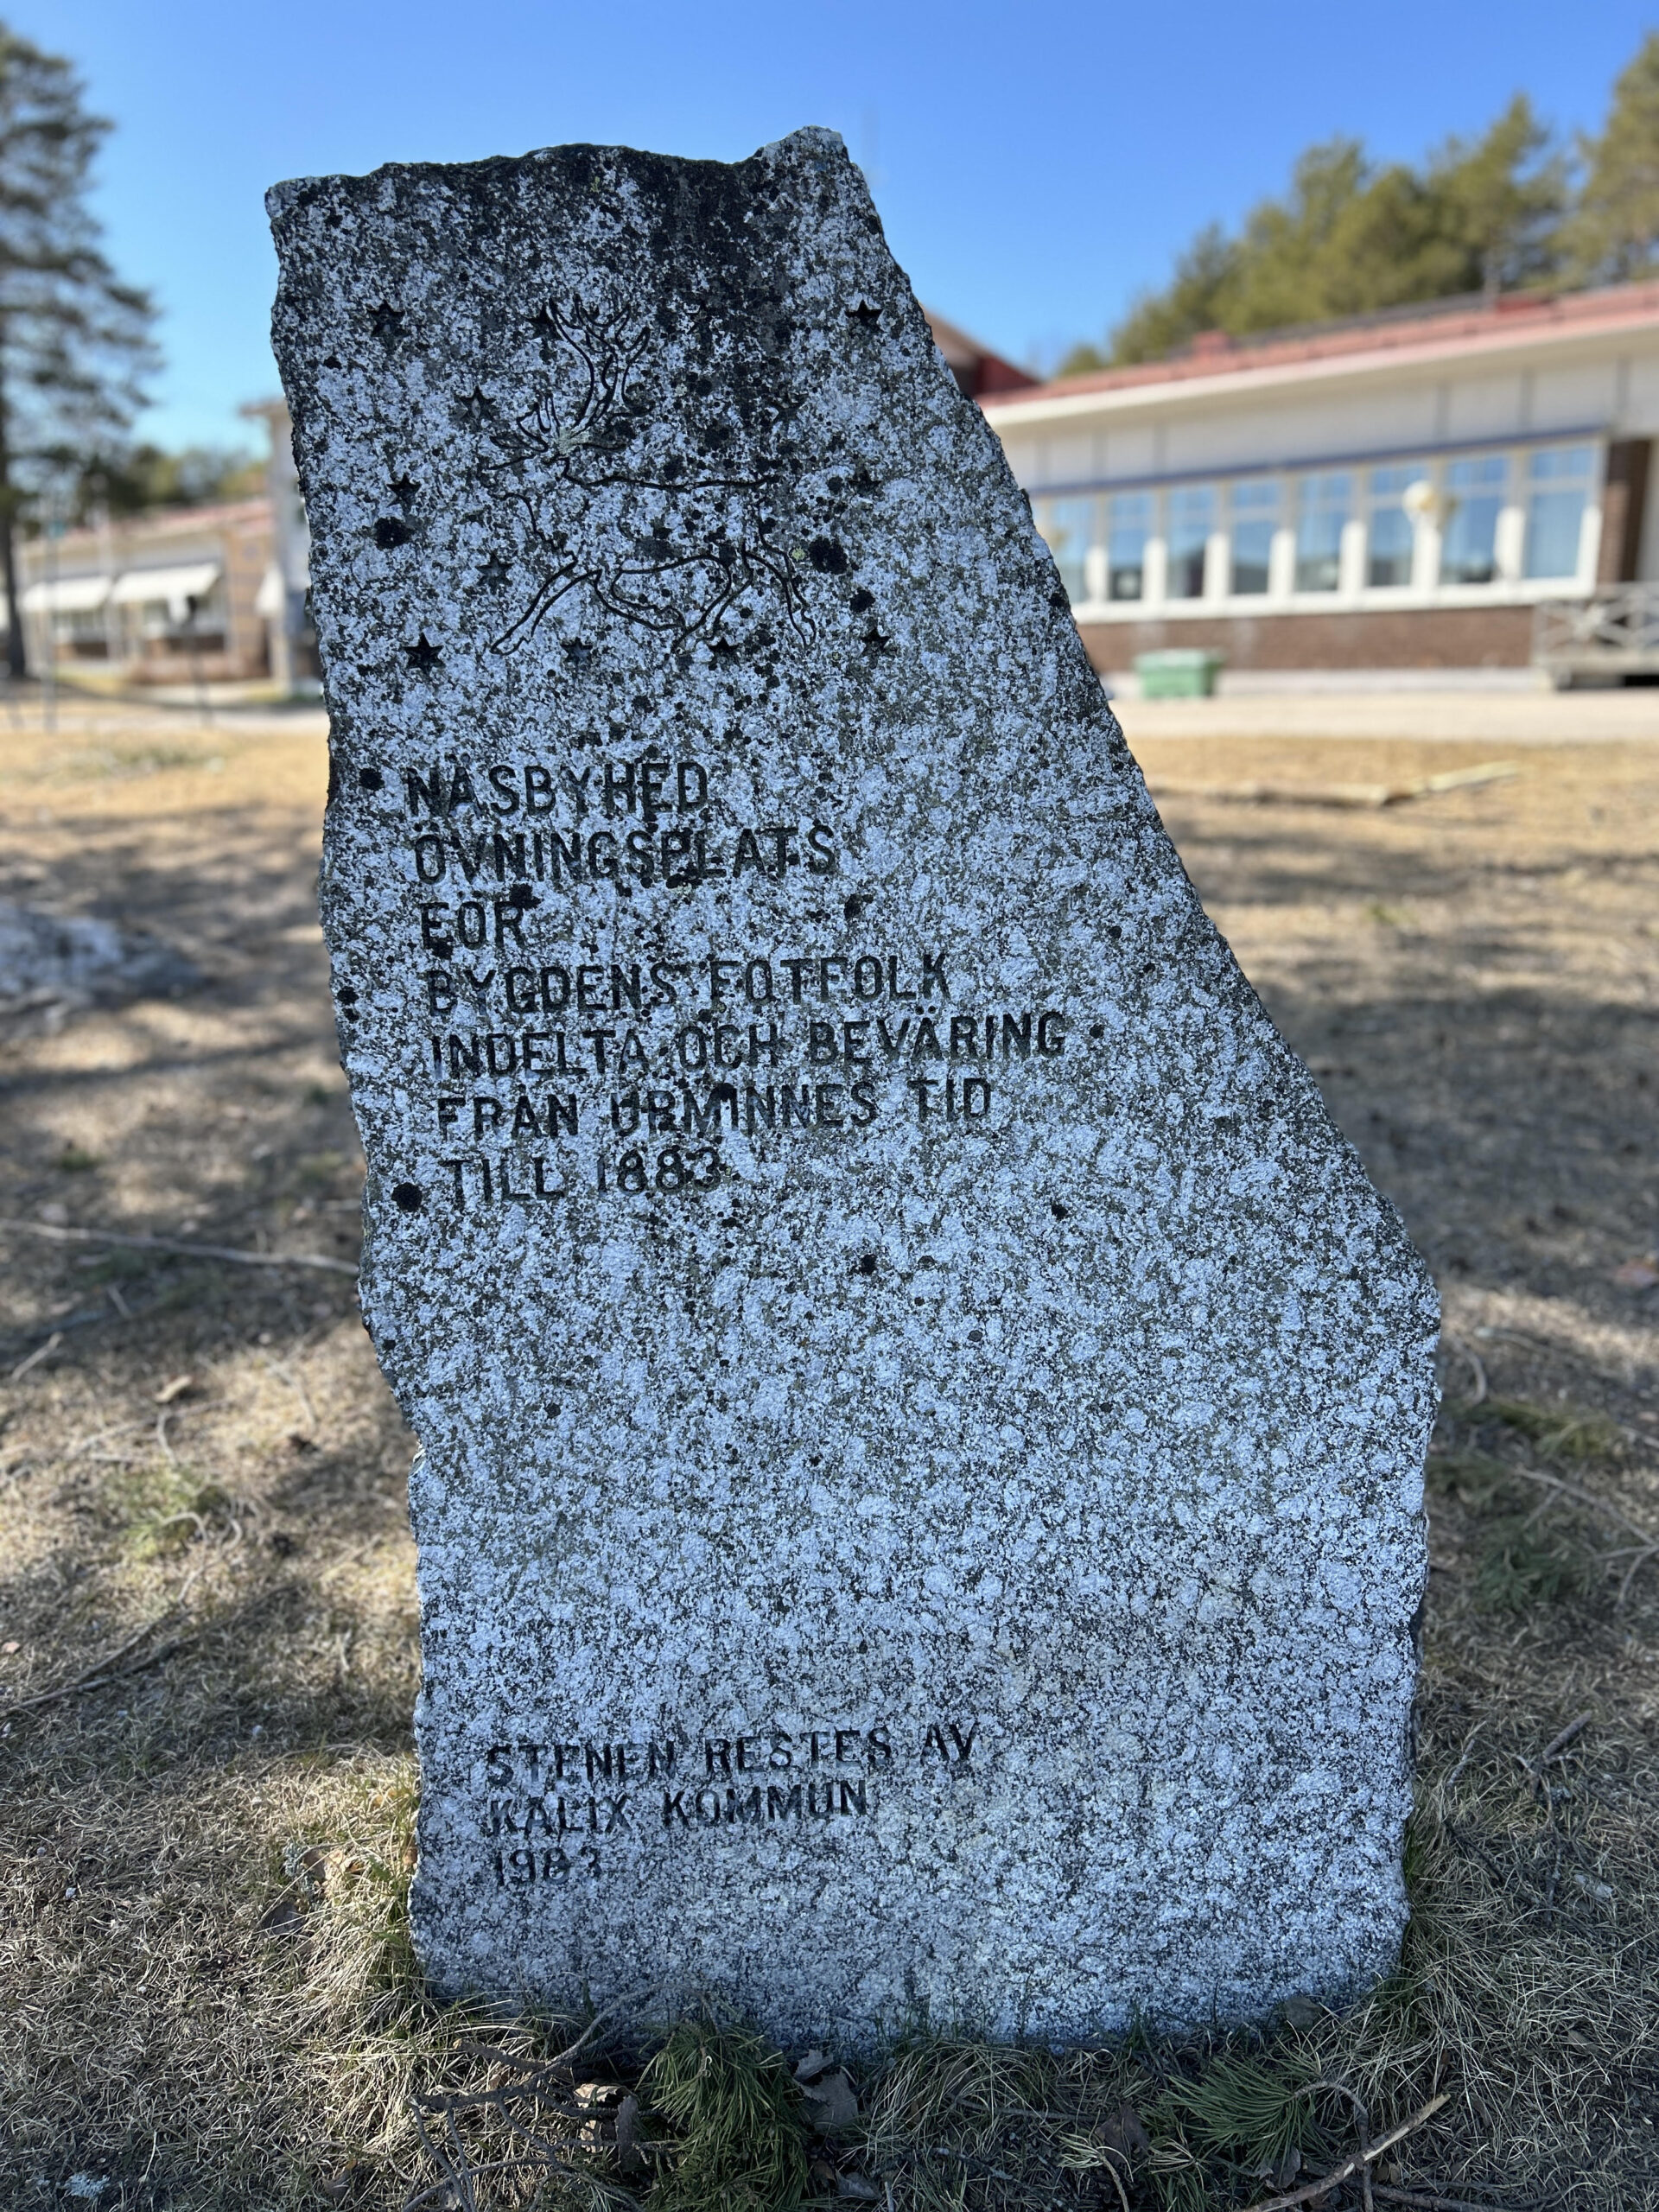 NÄSBYHED
ÖVNINGSPLATS
FÖR
BYGDENS FOTFOLK
INDELTA OCH BEVÄRING
FRÅN URMINNES TID
TILL 1883
STENEN RESTES AV
KALIX KOMMUN
1983